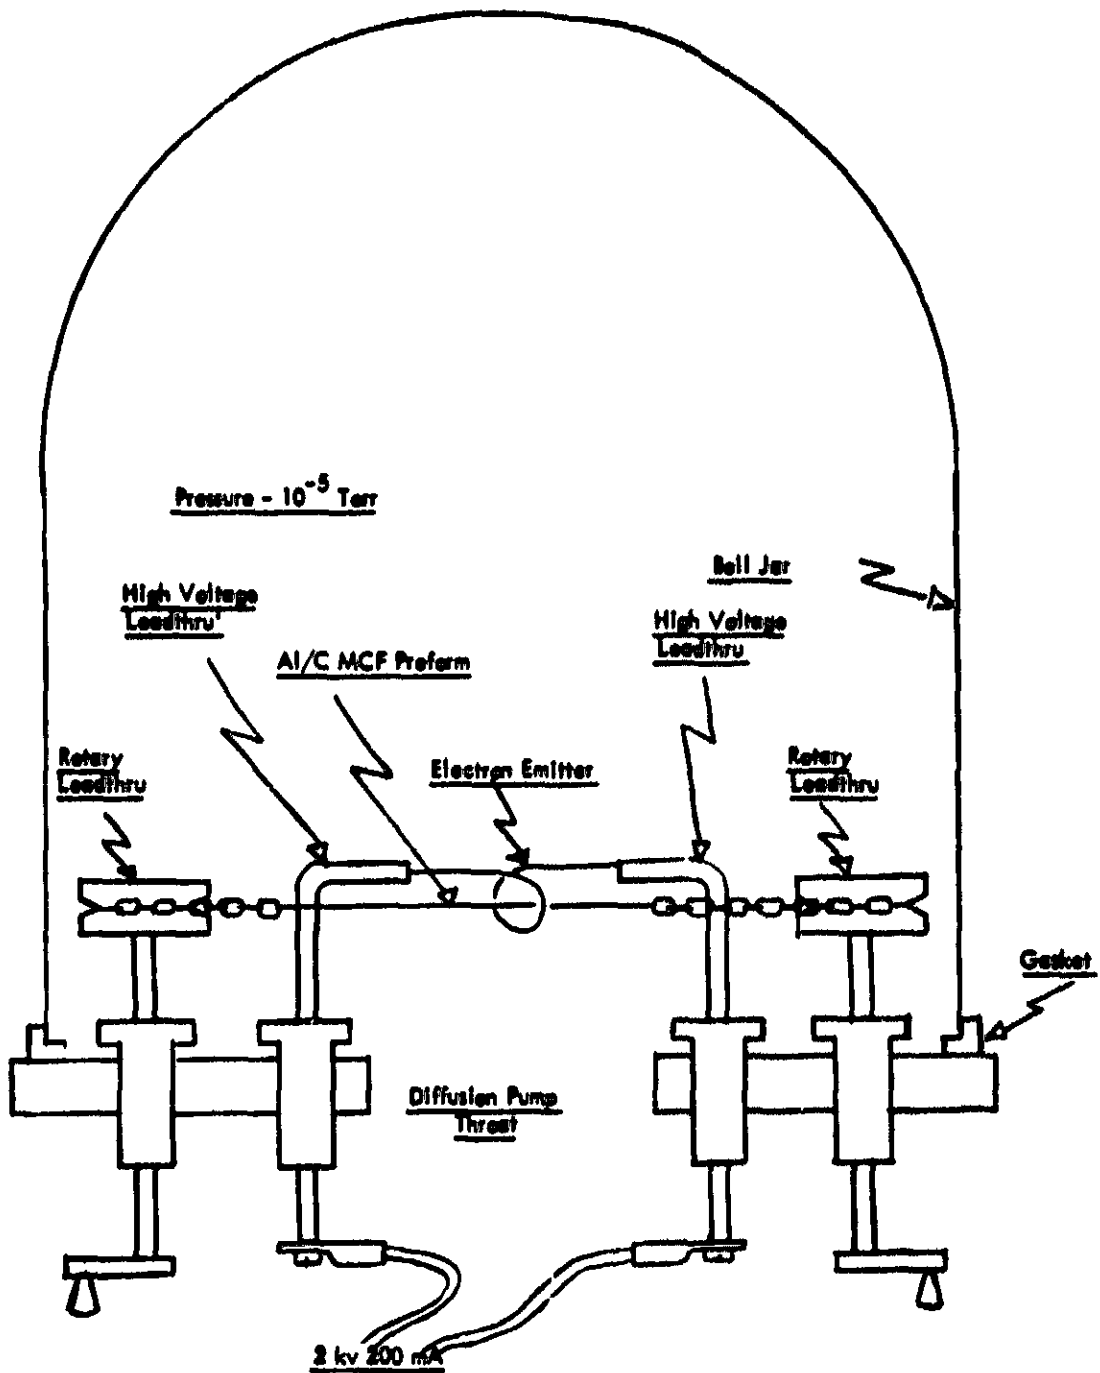 Pressure - 10⁻⁵ Torr
Bell Jar
High Voltage
Leadthru
High Voltage
Leadthru
Al/C MCF Preform
Rotary
Leadthru
Electron Emitter
Rotary
Leadthru
Gasket
Diffusion Pump
Throat
2 kv 200 mA